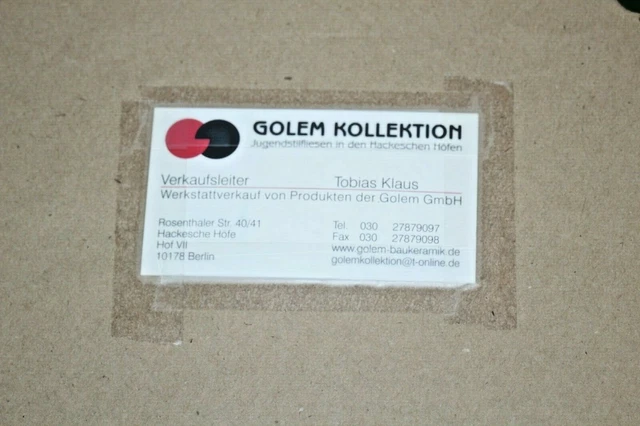 GOLEM KOLLEKTION
Jugendstilfliesen in den Hackeschen Höfen
Verkaufsleiter Tobias Klaus
Werkstattverkauf von Produkten der Golem GmbH
Rosenthaler Str. 40/41
Hackesche Höfe
Hof VII
10178 Berlin
Tel. 030 27879097
Fax 030 27879098
www.golem-baukeramik.de
golemkollektion@t-online.de